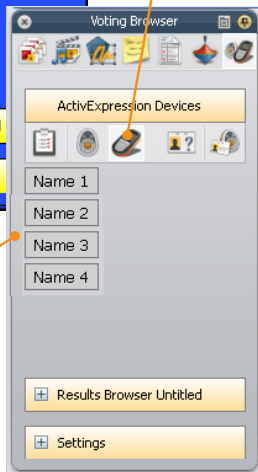 Voting Browser
ActivExpression Devices
Name 1
Name 2
Name 3
Name 4
Results Browser Untitled
Settings